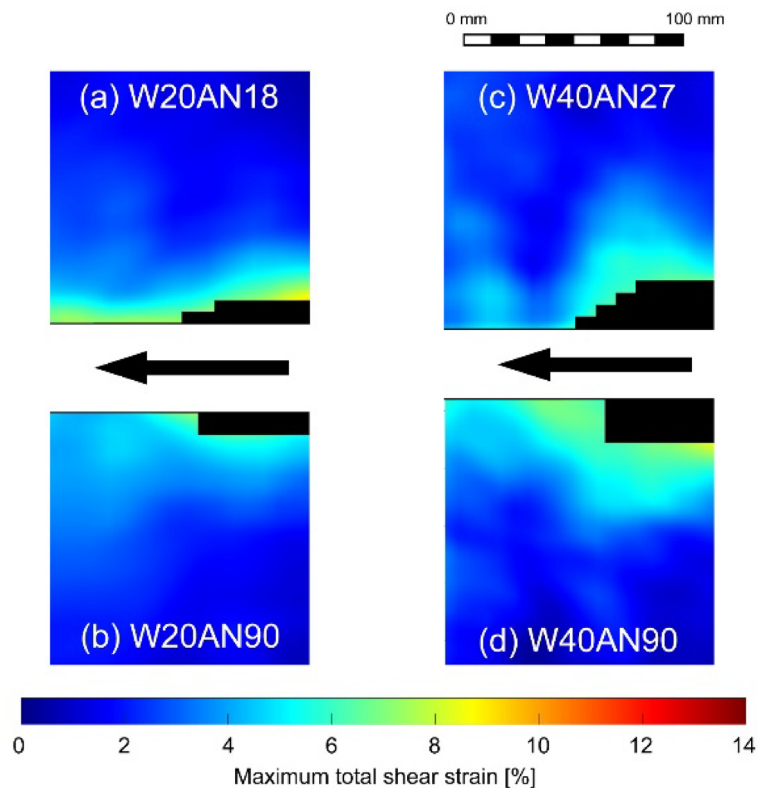 0 mm 100 mm
(a) W20AN18
(c) W40AN27
(b) W20AN90
(d) W40AN90
0 2 4 6 8 10 12 14
Maximum total shear strain [%]